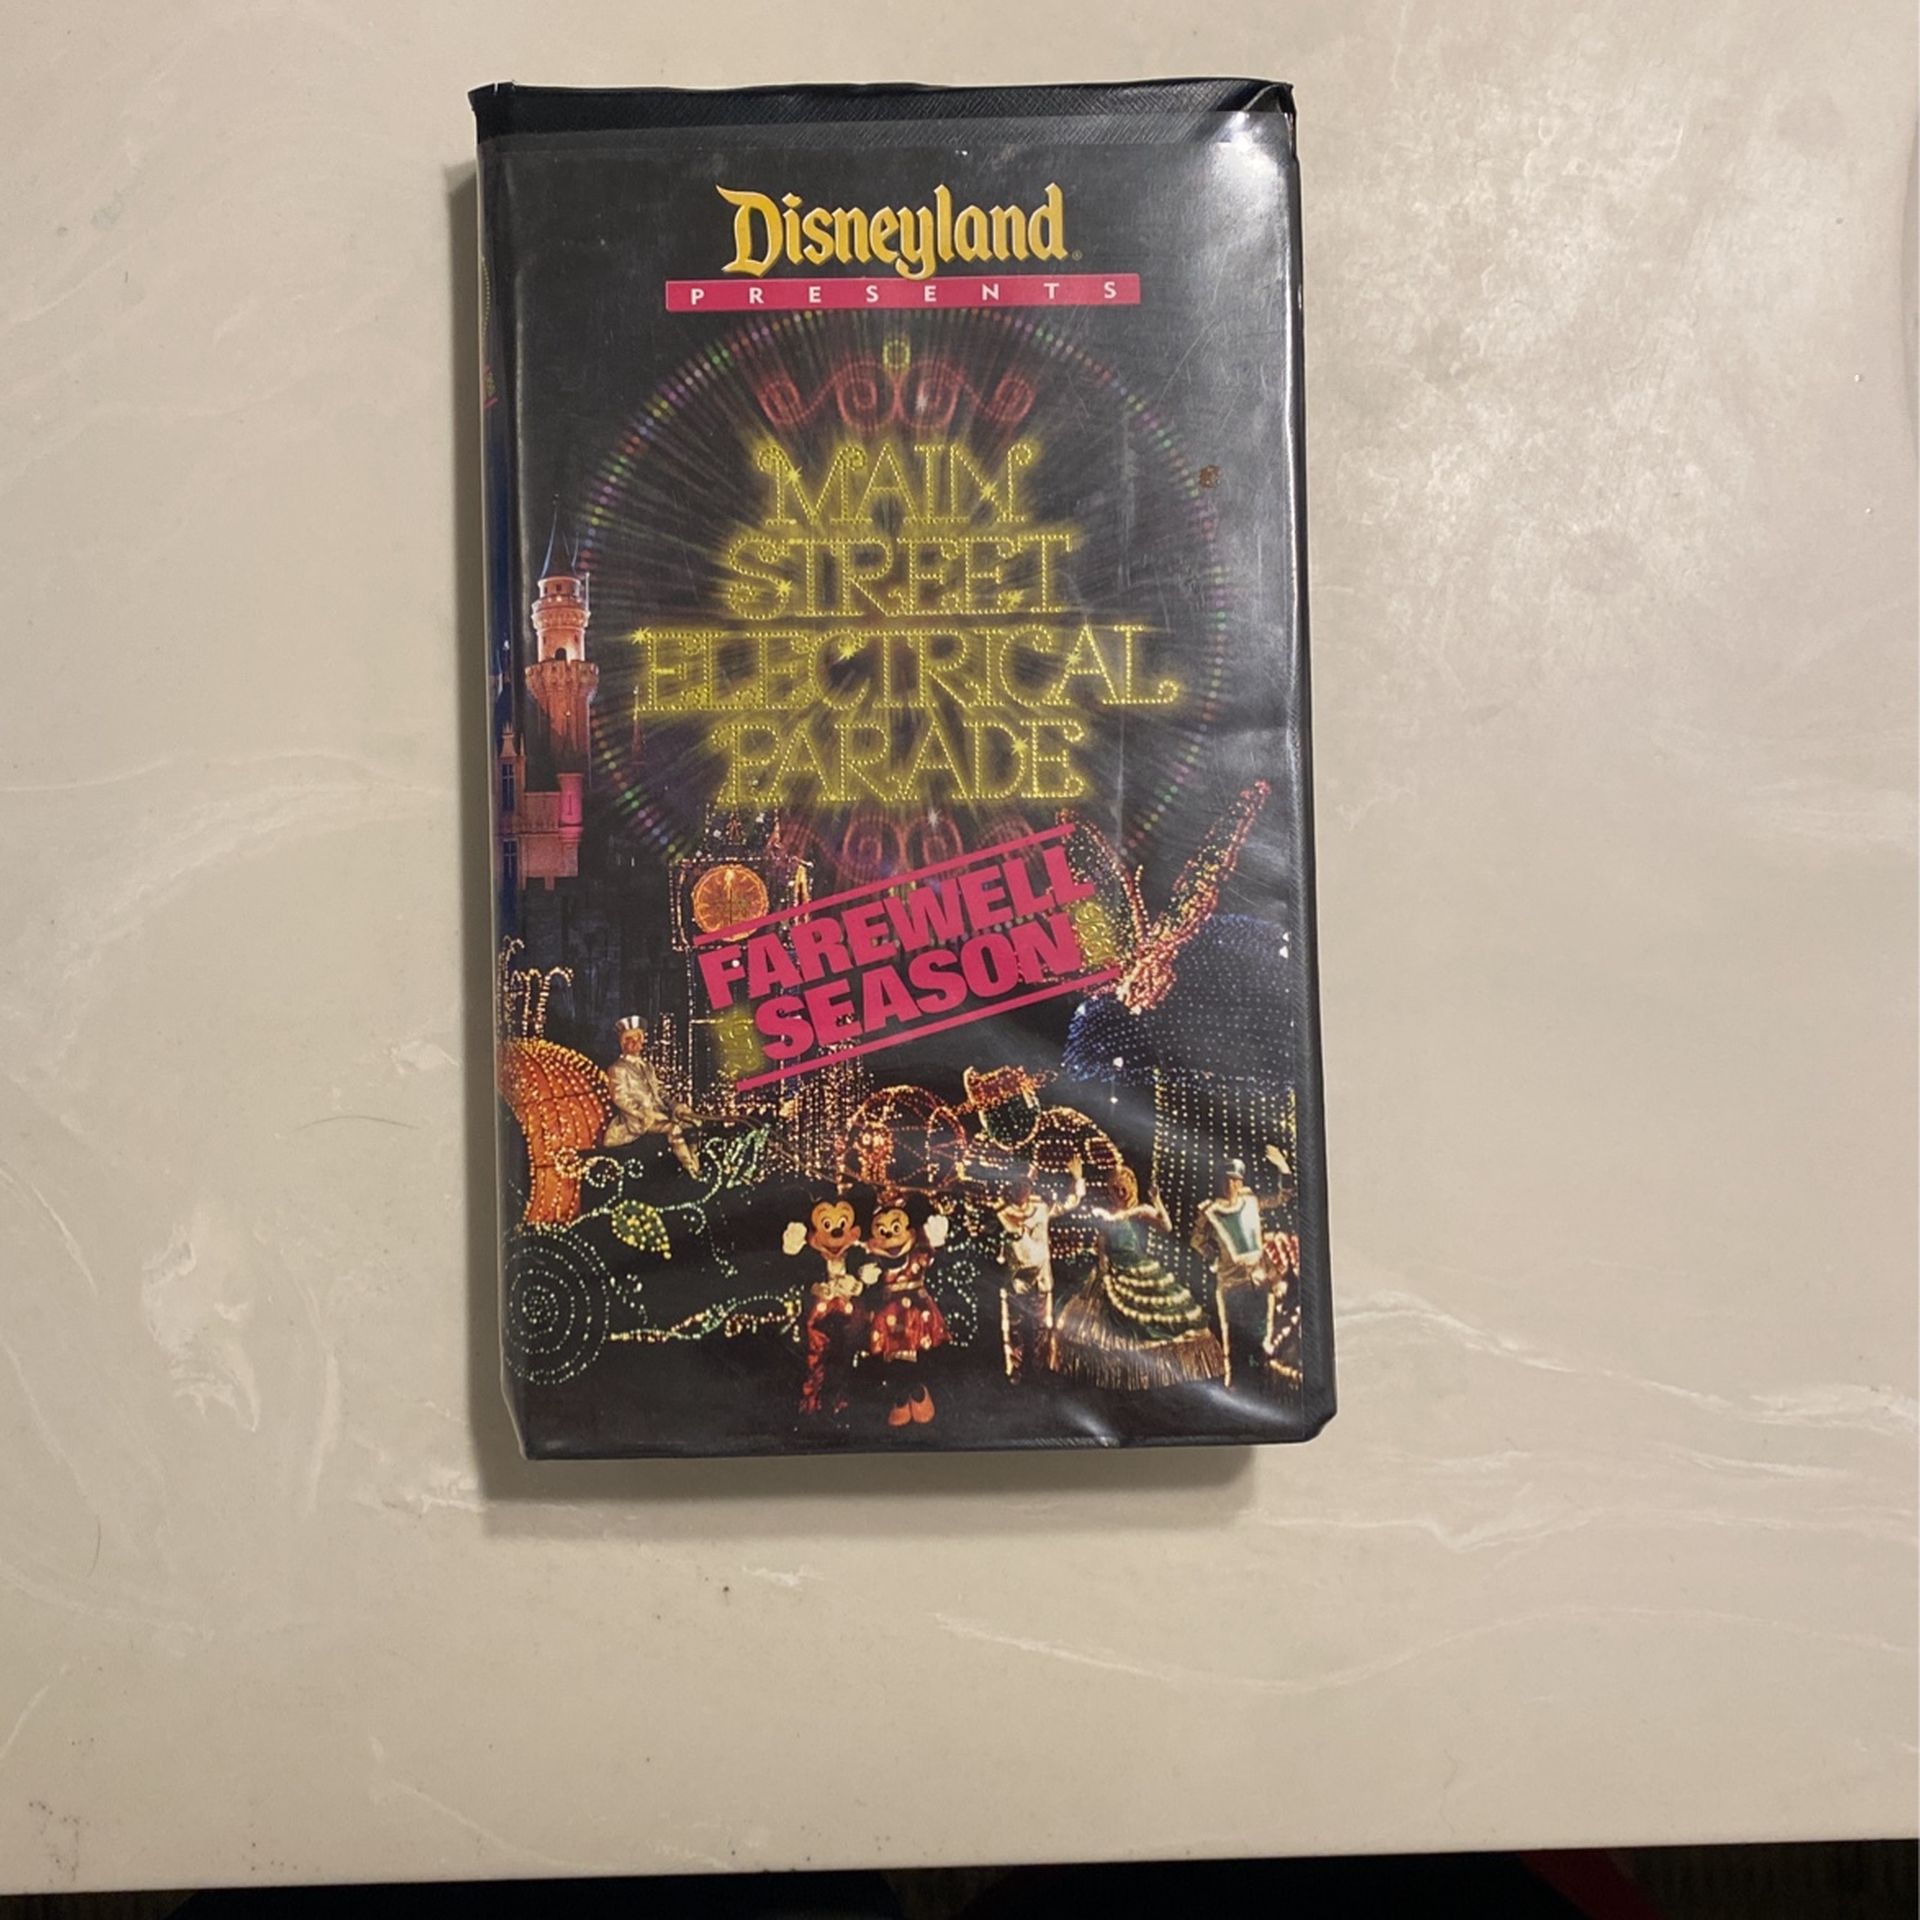 Disneyland®
PRESENTS
MAIN
STREET
ELECTRICAL
PARADE
FAREWELL
SEASON